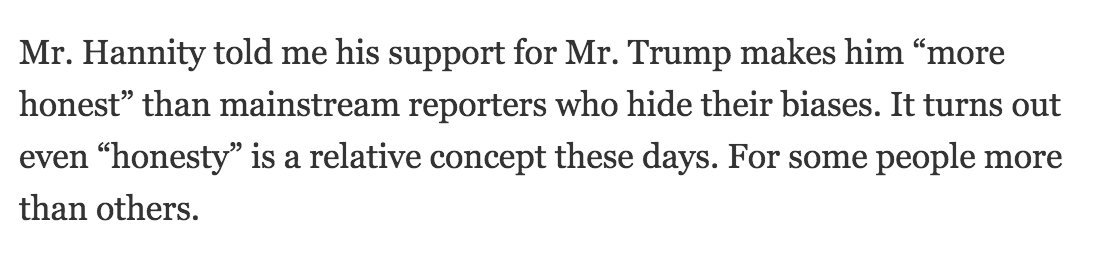 Mr. Hannity told me his support for Mr. Trump makes him “more
honest” than mainstream reporters who hide their biases. It turns out
even “honesty” is a relative concept these days. For some people more
than others.